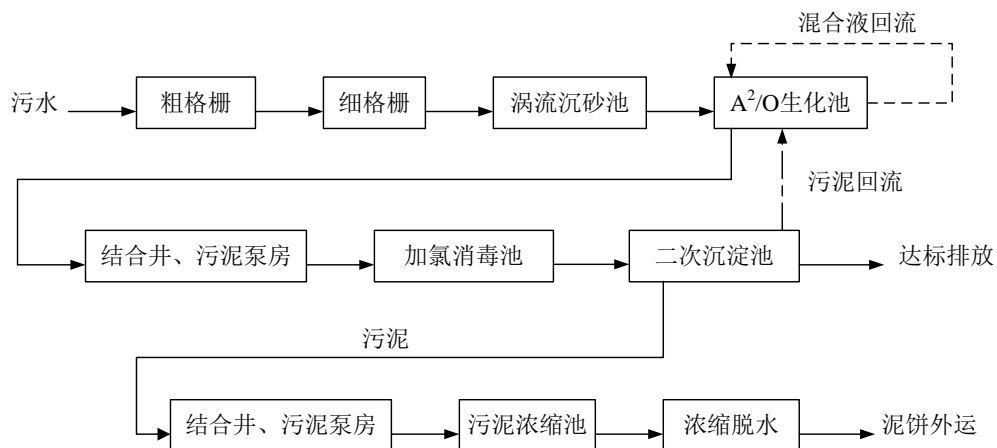 混合液回流
污水
粗格栅
细格栅
涡流沉砂池
A²/O生化池
污泥回流
结合井、污泥泵房
加氯消毒池
二次沉淀池
达标排放
污泥
结合井、污泥泵房
污泥浓缩池
浓缩脱水
泥饼外运